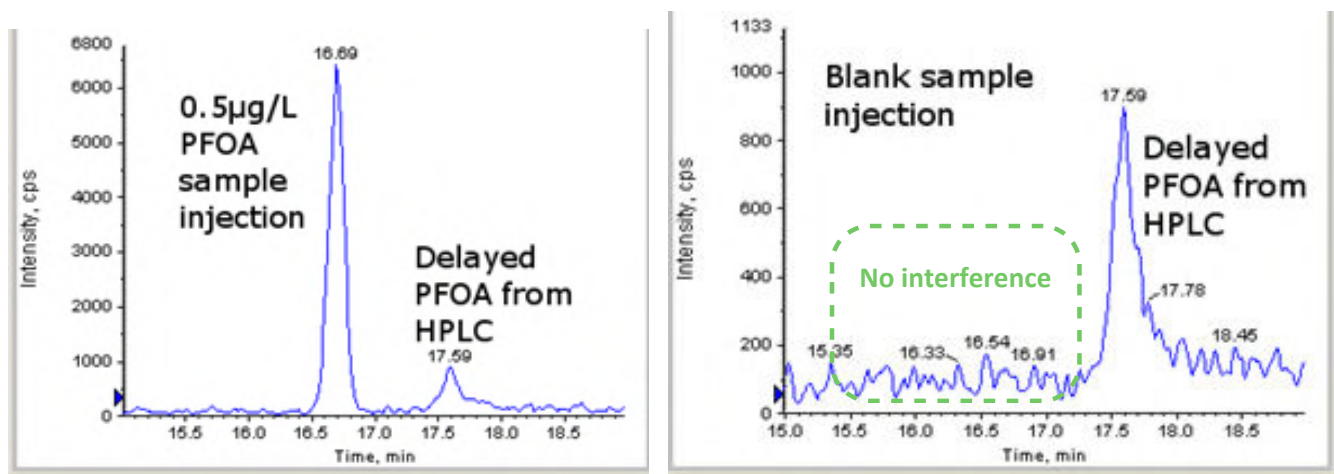 6800
6000
5000
4000
3000
2000
1000
0
Intensity, cps
16.69
0.5µg/L
PFOA
sample
injection
Delayed
PFOA from
HPLC
17.59
15.5 16.0 16.5 17.0 17.5 18.0 18.5
Time, min
1133
1000
800
600
400
200
0
Intensity, cps
Blank sample
injection
17.59
Delayed
PFOA from
HPLC
No interference
17.78
15.35 16.33 16.54 16.91 18.45
15.0 15.5 16.0 16.5 17.0 17.5 18.0 18.5
Time, min